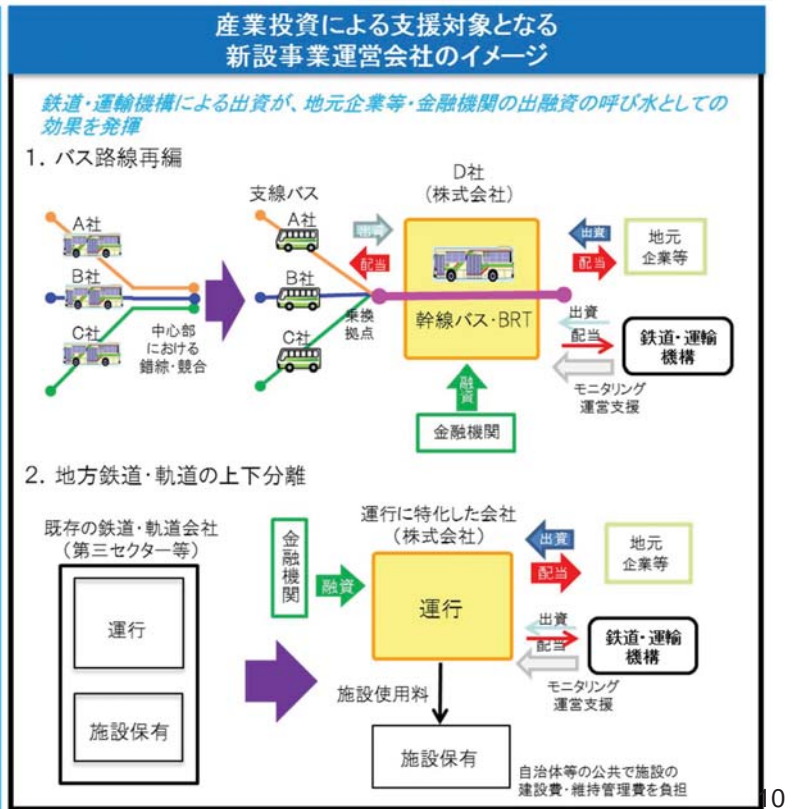 産業投資による支援対象となる
新設事業運営会社のイメージ
鉄道・運輸機構による出資が、地元企業等・金融機関の出融資の呼び水としての
効果を発揮
1. バス路線再編
A社
B社
C社
中心部
における
錯綜・競合
支線バス
A社
B社
C社
乗換
拠点
D社
(株式会社)
幹線バス・BRT
出資
配当
出資
配当
地元
企業等
出資
配当
鉄道・運輸
機構
モニタリング
運営支援
融資
金融機関
2. 地方鉄道・軌道の上下分離
既存の鉄道・軌道会社
(第三セクター等)
運行
施設保有
金融機関
融資
運行に特化した会社
(株式会社)
運行
出資
配当
地元
企業等
出資
配当
鉄道・運輸
機構
モニタリング
運営支援
施設使用料
施設保有
自治体等の公共で施設の
建設費・維持管理費を負担
10